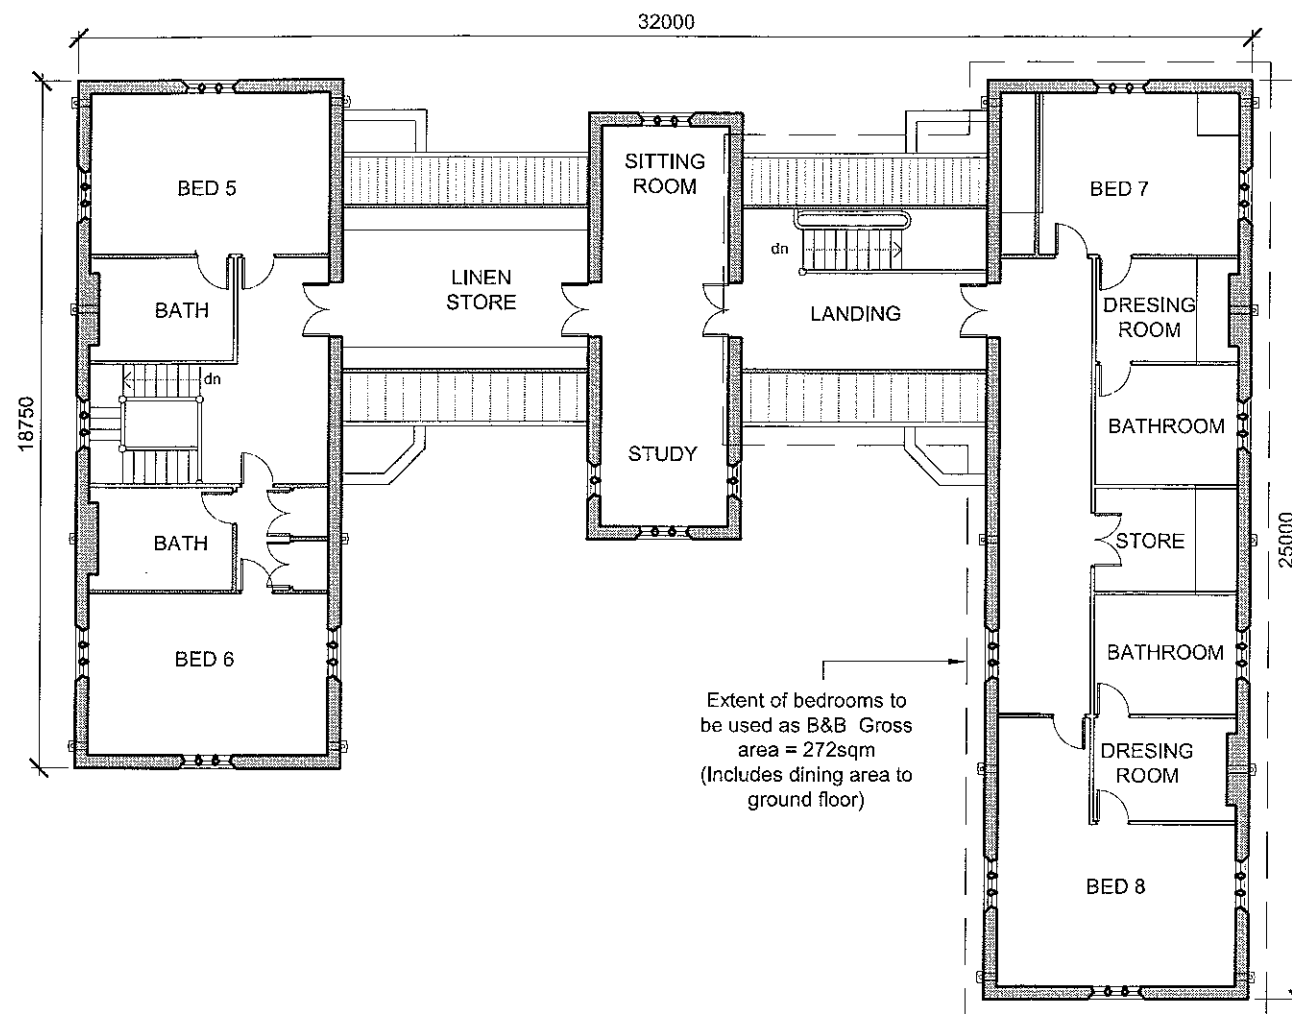 32000
BED 5
SITTING
ROOM
BED 7
dn
LINEN
STORE
BATH
LANDING
DRESING
ROOM
dn
18750
BATHROOM
STUDY
BATH
STORE
25000
BED 6
BATHROOM
Extent of bedrooms to
be used as B&B Gross
area = 272sqm
(Includes dining area to
ground floor)
DRESING
ROOM
BED 8